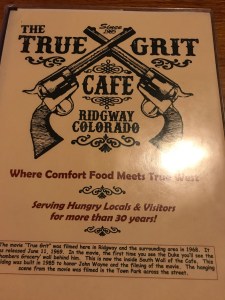 Since
1985
THE
TRUE GRIT
CAFE
RIDGWAY
COLORADO
Where Comfort Food Meets True West
Serving Hungry Locals & Visitors
for more than 30 years!
The movie "True Grit" was filmed here in Ridgway and the surrounding area in 1968. It
was released June 11, 1969. In the movie, the first time you see the Duke you'll see the
"Chambers Grocery" wall behind him. This is now the inside South Wall of the Cafe. This
building was built in 1985 to honor John Wayne and the filming of the movie. The hanging
scene from the movie was filmed in the Town Park across the street.